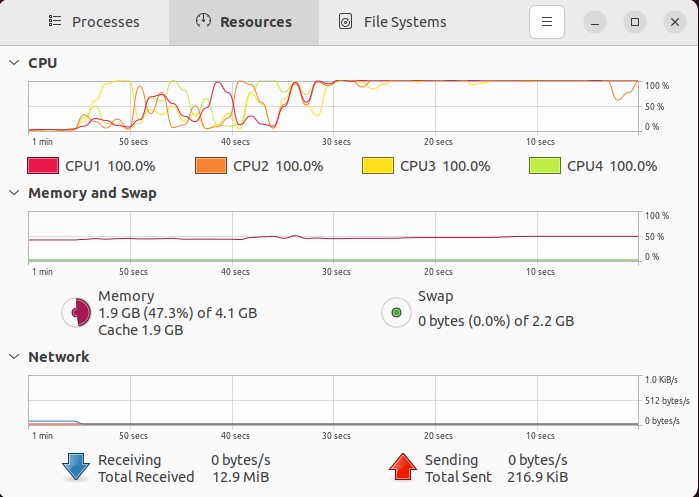 Processes Resources File Systems
CPU
100 %
50 %
0 %
1 min 50 secs 40 secs 30 secs 20 secs 10 secs
CPU1 100.0% CPU2 100.0% CPU3 100.0% CPU4 100.0%
Memory and Swap
100 %
50 %
0 %
1 min 50 secs 40 secs 30 secs 20 secs 10 secs
Memory
1.9 GB (47.3%) of 4.1 GB
Cache 1.9 GB
Swap
0 bytes (0.0%) of 2.2 GB
Network
1.0 KiB/s
512 bytes/s
0 bytes/s
1 min 50 secs 40 secs 30 secs 20 secs 10 secs
Receiving 0 bytes/s
Total Received 12.9 MiB
Sending 0 bytes/s
Total Sent 216.9 KiB